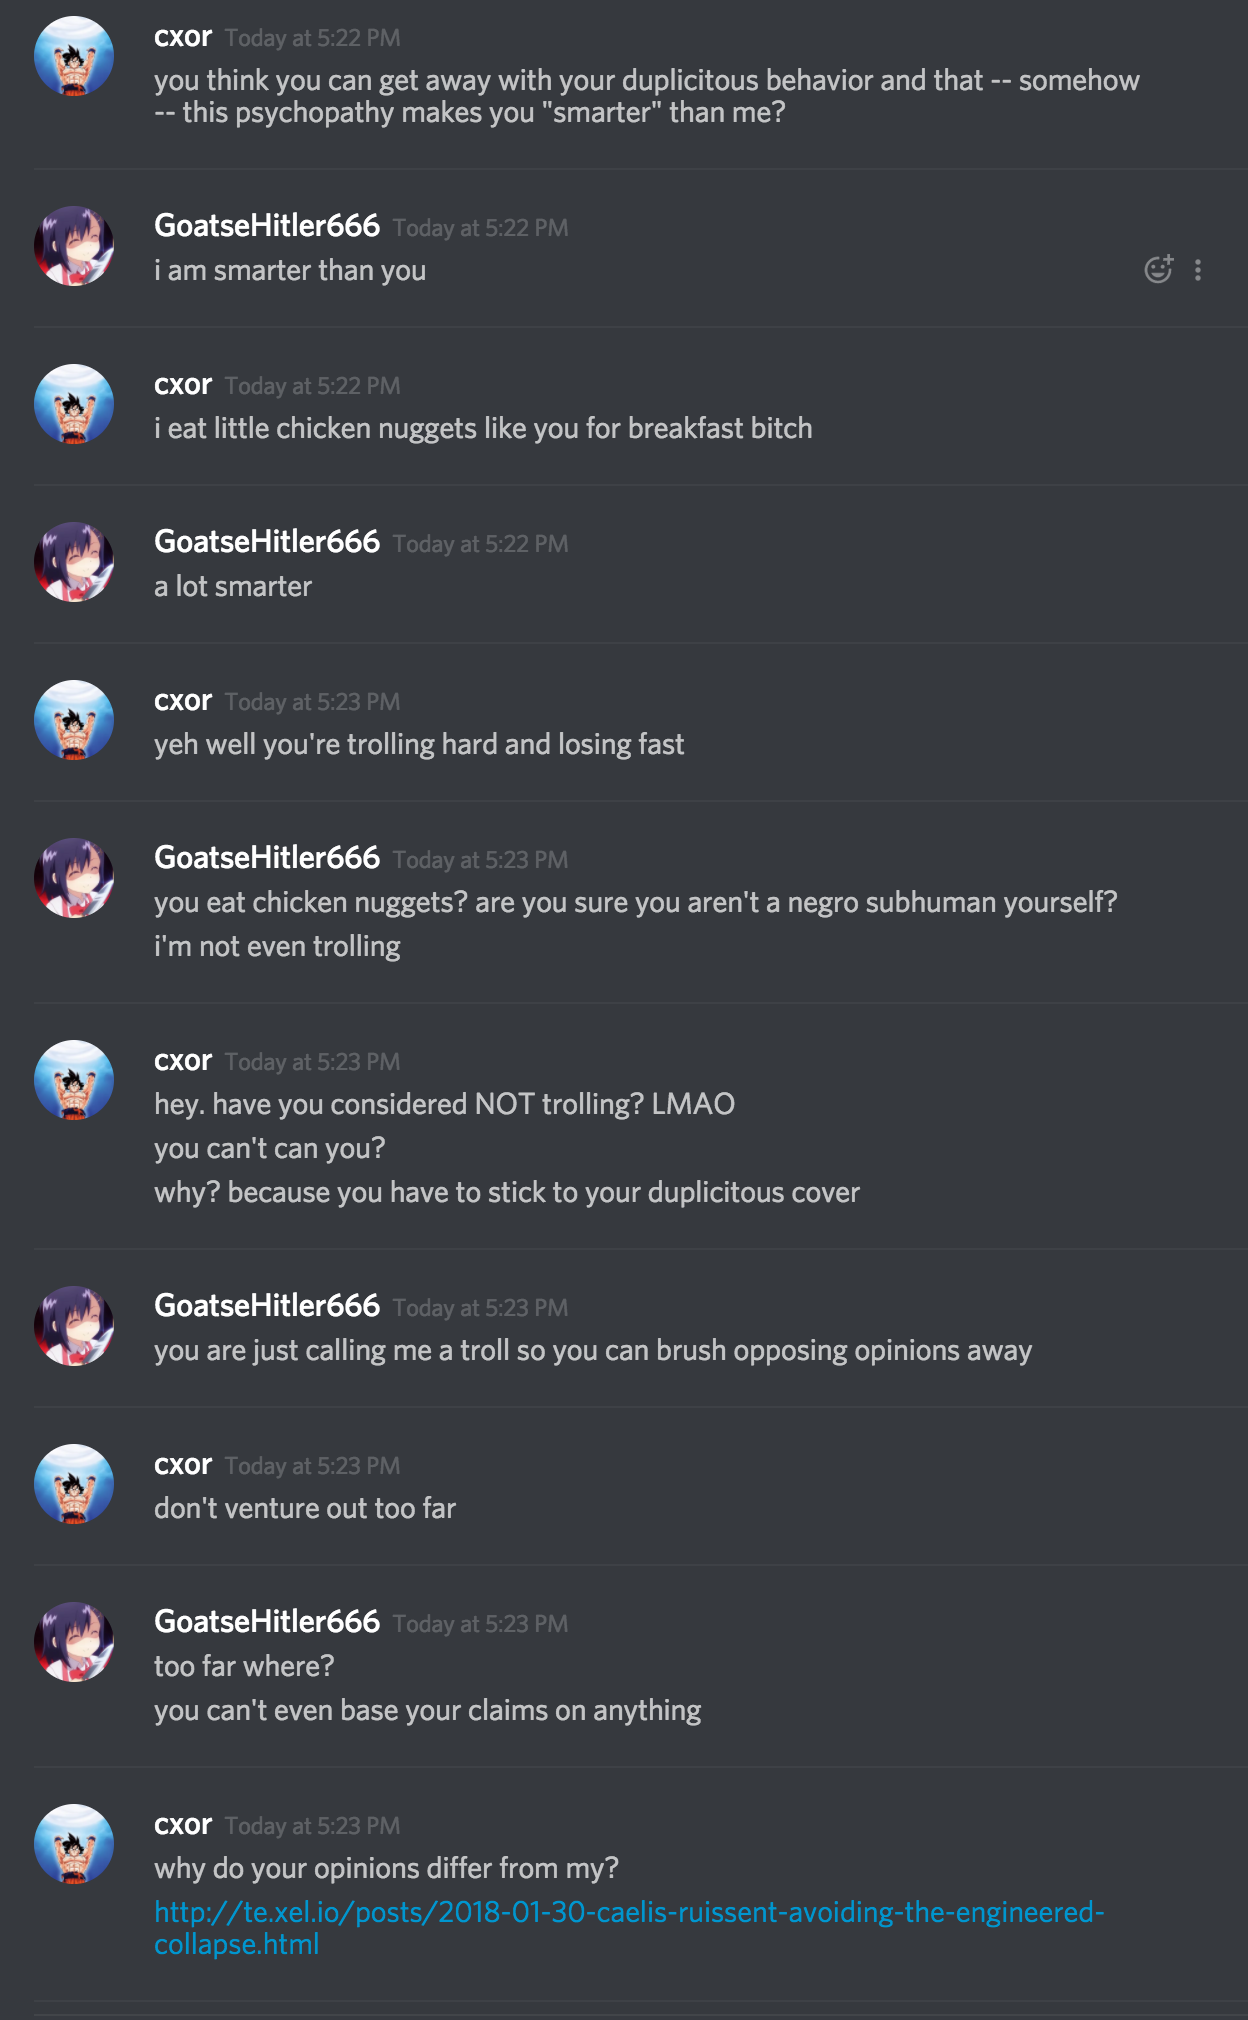 cxor Today at 5:22 PM
you think you can get away with your duplicitous behavior and that -- somehow
-- this psychopathy makes you "smarter" than me?
GoatseHitler666 Today at 5:22 PM
i am smarter than you
cxor Today at 5:22 PM
i eat little chicken nuggets like you for breakfast bitch
GoatseHitler666 Today at 5:22 PM
a lot smarter
cxor Today at 5:23 PM
yeh well you're trolling hard and losing fast
GoatseHitler666 Today at 5:23 PM
you eat chicken nuggets? are you sure you aren't a negro subhuman yourself?
i'm not even trolling
cxor Today at 5:23 PM
hey. have you considered NOT trolling? LMAO
you can't can you?
why? because you have to stick to your duplicitous cover
GoatseHitler666 Today at 5:23 PM
you are just calling me a troll so you can brush opposing opinions away
cxor Today at 5:23 PM
don't venture out too far
GoatseHitler666 Today at 5:23 PM
too far where?
you can't even base your claims on anything
cxor Today at 5:23 PM
why do your opinions differ from my?
http://te.xel.io/posts/2018-01-30-caelis-ruissent-avoiding-the-engineered-
collapse.html